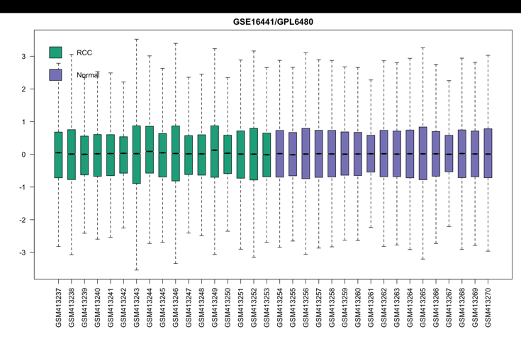 GSE16441/GPL6480
RCC
Normal
3
2
1
0
-1
-2
-3
GSM413237
GSM413238
GSM413239
GSM413240
GSM413241
GSM413242
GSM413243
GSM413244
GSM413245
GSM413246
GSM413247
GSM413248
GSM413249
GSM413250
GSM413251
GSM413252
GSM413253
GSM413254
GSM413255
GSM413256
GSM413257
GSM413258
GSM413259
GSM413260
GSM413261
GSM413262
GSM413263
GSM413264
GSM413265
GSM413266
GSM413267
GSM413268
GSM413269
GSM413270